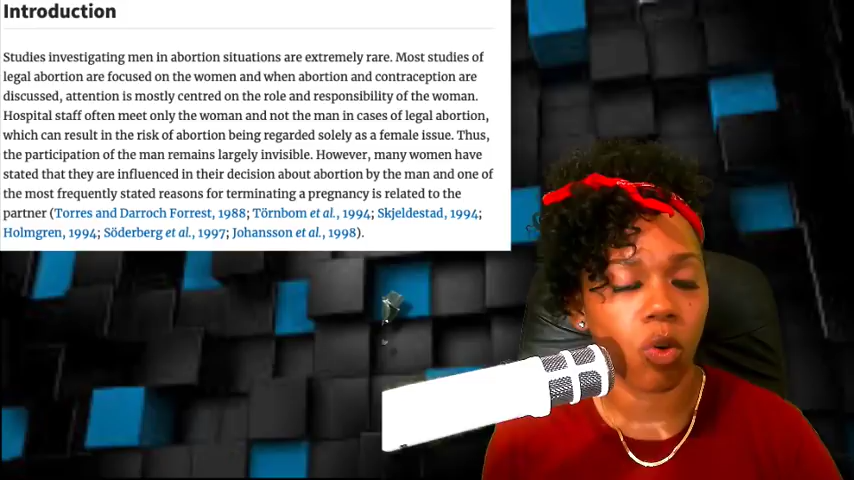 Introduction
Studies investigating men in abortion situations are extremely rare. Most studies of
legal abortion are focused on the women and when abortion and contraception are
discussed, attention is mostly centred on the role and responsibility of the woman.
Hospital staff often meet only the woman and not the man in cases of legal abortion,
which can result in the risk of abortion being regarded solely as a female issue. Thus,
the participation of the man remains largely invisible. However, many women have
stated that they are influenced in their decision about abortion by the man and one of
the most frequently stated reasons for terminating a pregnancy is related to the
partner (Torres and Darroch Forrest, 1988; Törnbom et al., 1994; Skjeldestad, 1994;
Holmgren, 1994; Söderberg et al., 1997; Johansson et al., 1998).